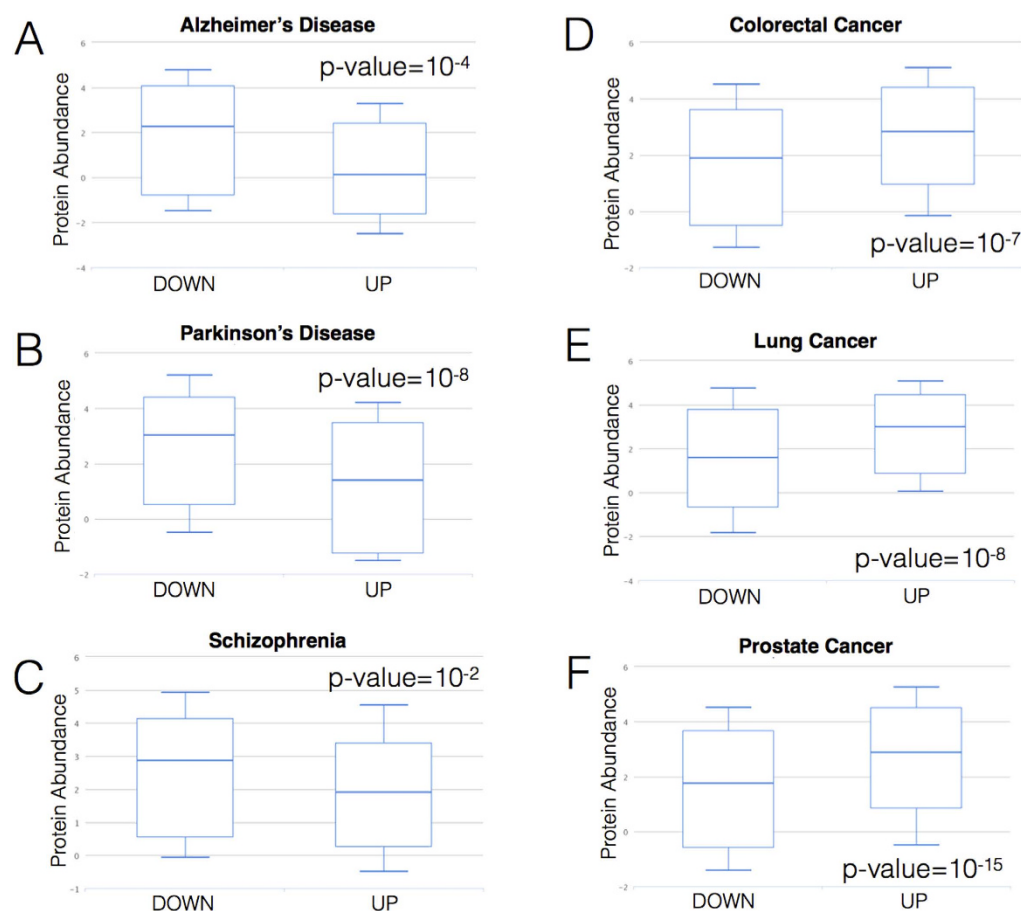 A
Alzheimer's Disease
p-value=10-4
Protein Abundance
6
4
2
0
−2
−4
DOWN UP
B
Parkinson's Disease
p-value=10-8
Protein Abundance
6
4
2
0
−2
DOWN UP
C
Schizophrenia
p-value=10-2
Protein Abundance
6
5
4
3
2
1
0
−1
DOWN UP
D
Colorectal Cancer
Protein Abundance
6
4
2
0
−2
p-value=10-7
DOWN UP
E
Lung Cancer
Protein Abundance
6
4
2
0
−2
−4
p-value=10-8
DOWN UP
F
Prostate Cancer
Protein Abundance
6
4
2
0
−2
p-value=10-15
DOWN UP